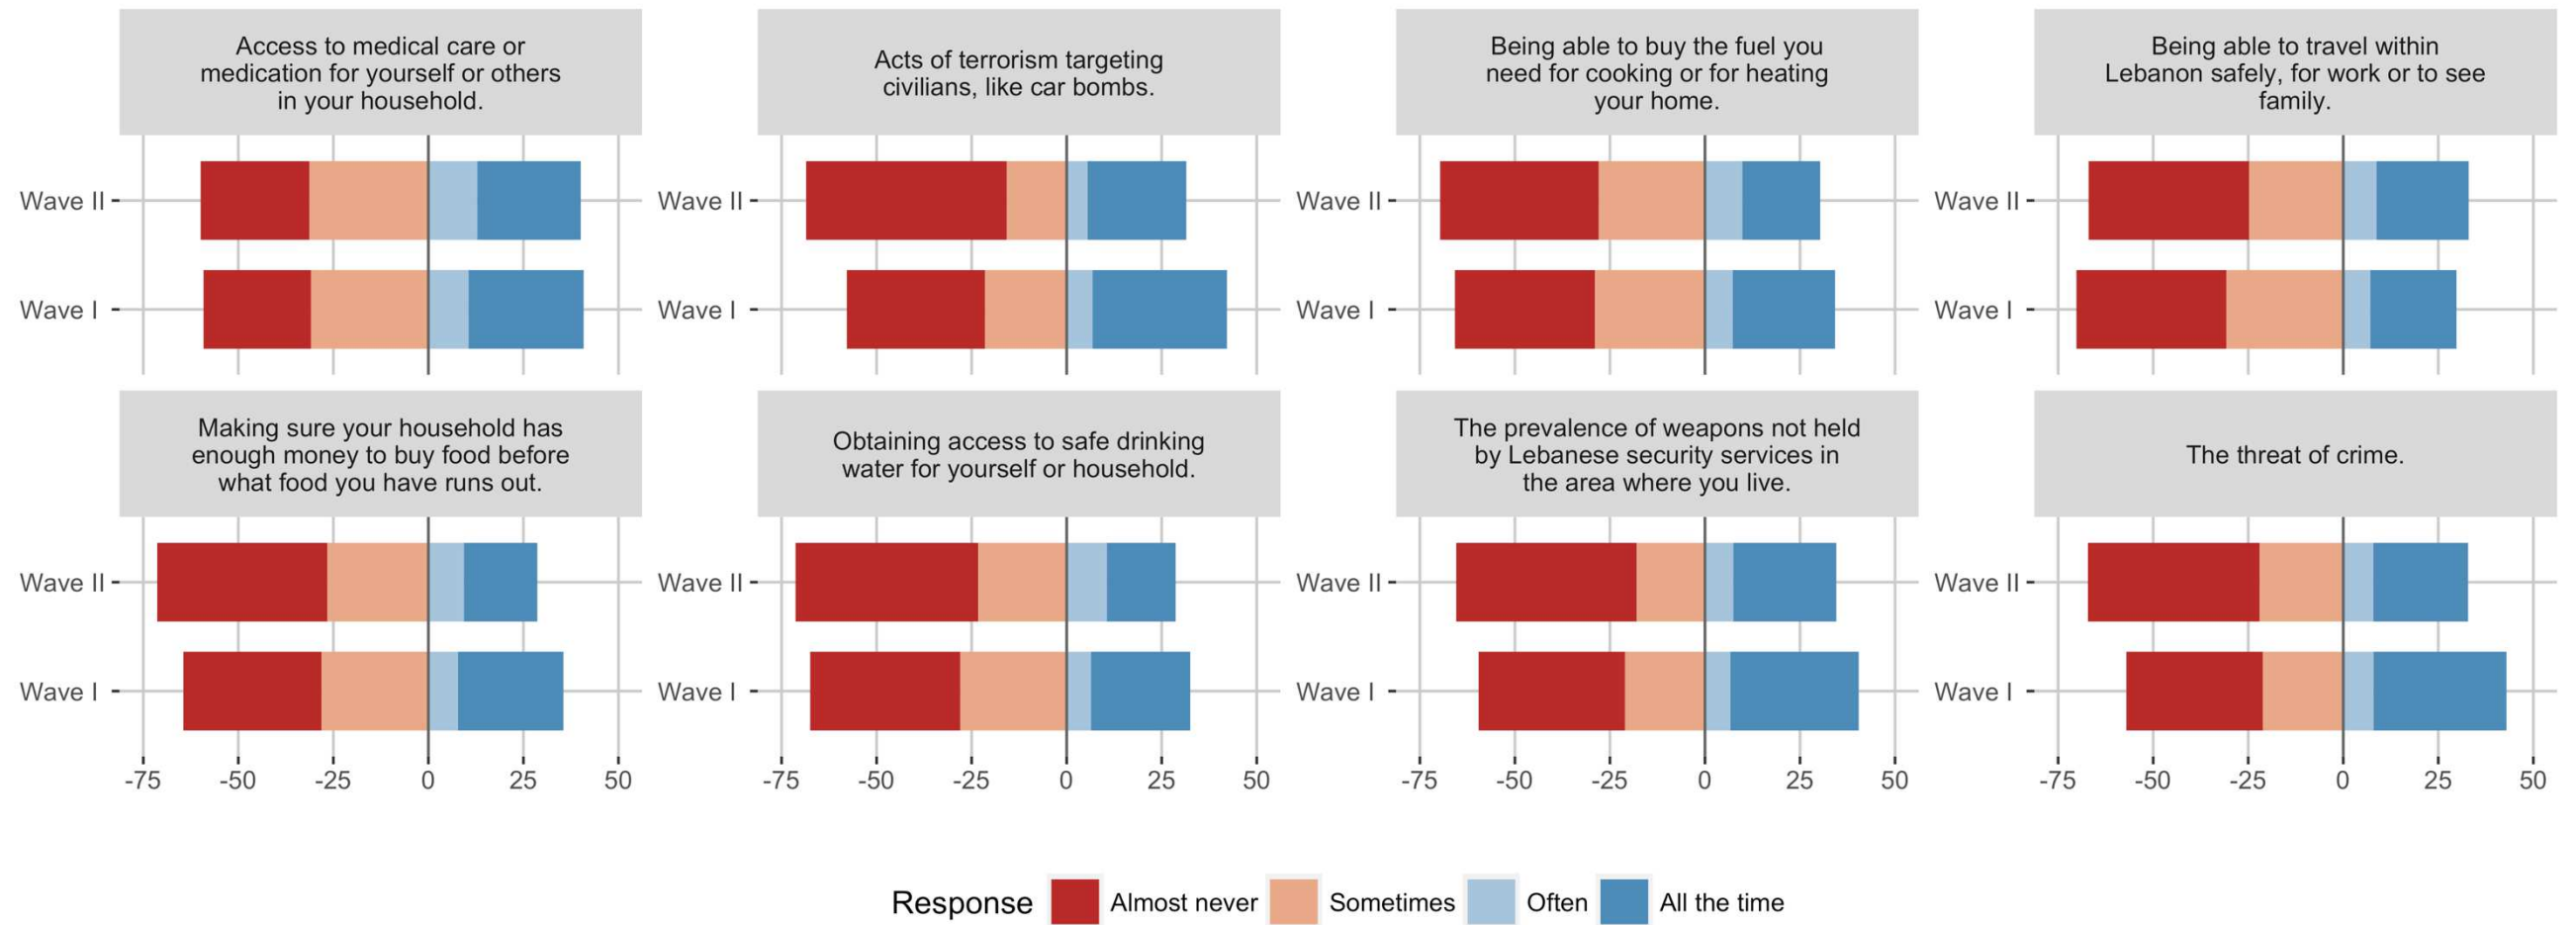 Access to medical care or
medication for yourself or others
in your household.
Acts of terrorism targeting
civilians, like car bombs.
Being able to buy the fuel you
need for cooking or for heating
your home.
Being able to travel within
Lebanon safely, for work or to see
family.
Wave II Wave II Wave II Wave II
Wave I Wave I Wave I Wave I
Making sure your household has
enough money to buy food before
what food you have runs out.
Obtaining access to safe drinking
water for yourself or household.
The prevalence of weapons not held
by Lebanese security services in
the area where you live.
The threat of crime.
Wave II Wave II Wave II Wave II
Wave I Wave I Wave I Wave I
-75 -50 -25 0 25 50 -75 -50 -25 0 25 50 -75 -50 -25 0 25 50 -75 -50 -25 0 25 50
Response Almost never Sometimes Often All the time